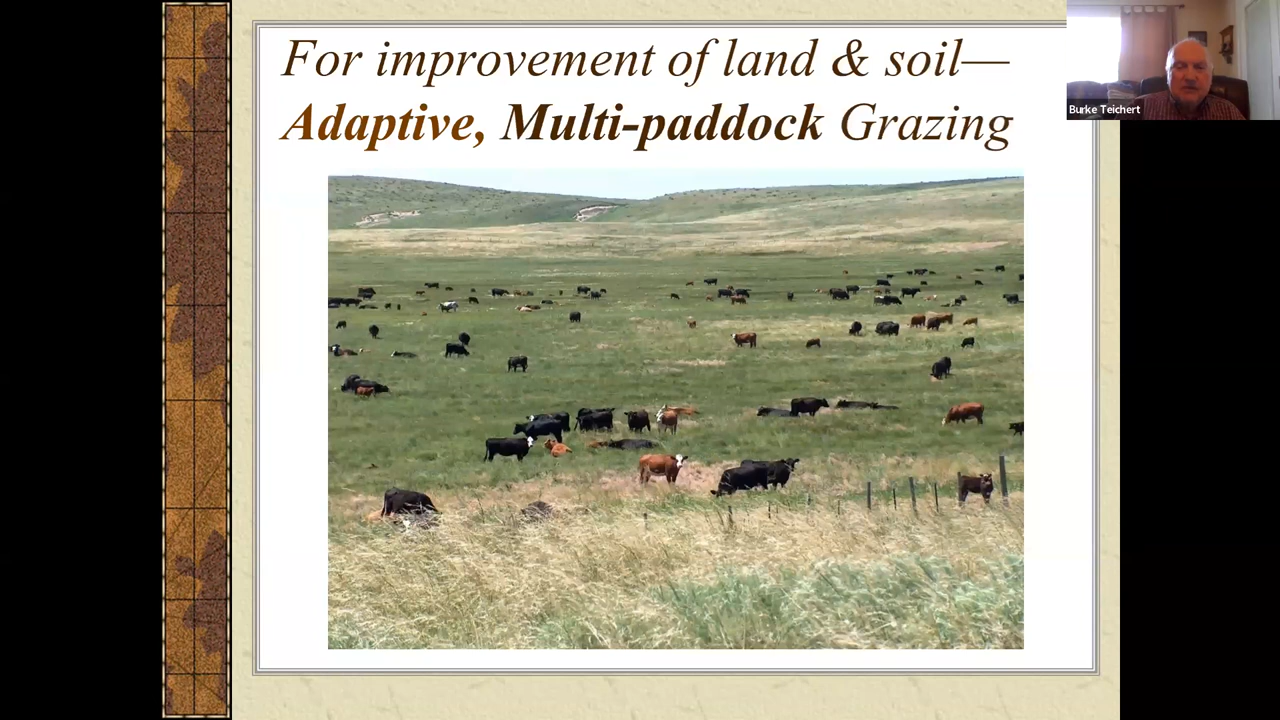 For improvement of land & soil—
Adaptive, Multi-paddock Grazing
Burke Teichert